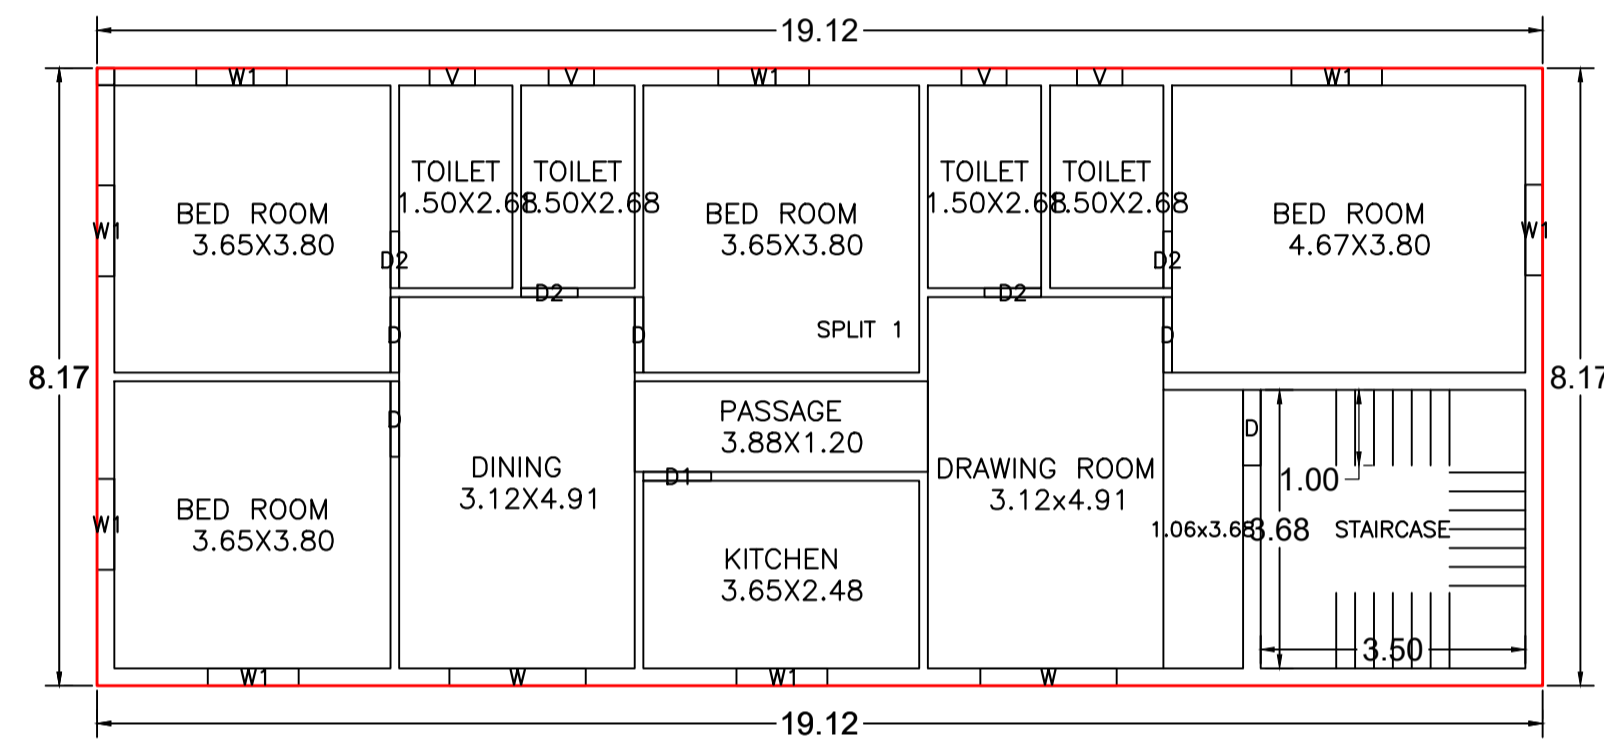 19.12
W1
V
V
W1
V
V
W1
TOILET
1.50X2.68
TOILET
1.50X2.68
TOILET
1.50X2.68
TOILET
1.50X2.68
BED ROOM
3.65X3.80
BED ROOM
3.65X3.80
BED ROOM
4.67X3.80
W1
W1
D2
D2
D2
D2
D
D
D
SPLIT 1
8.17
8.17
D
PASSAGE
3.88X1.20
D
DINING
3.12X4.91
D1
DRAWING ROOM
3.12x4.91
1.00
BED ROOM
3.65X3.80
W1
1.06x3.68
3.68
STAIRCASE
KITCHEN
3.65X2.48
3.50
W1
W
W1
W
19.12